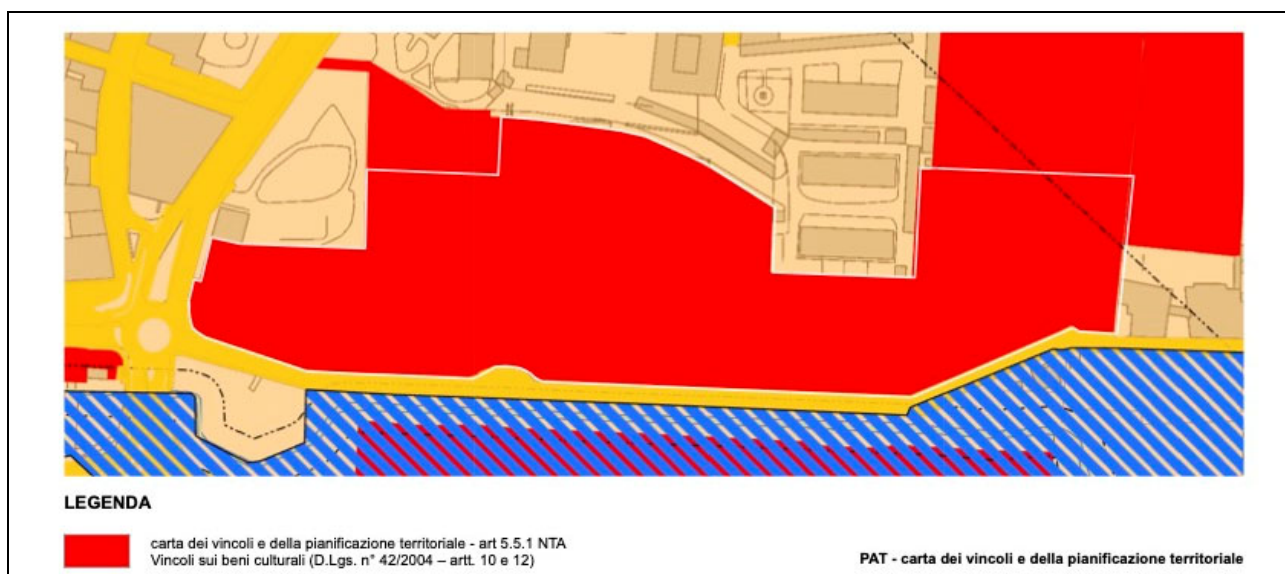 LEGENDA
carta dei vincoli e della pianificazione territoriale - art 5.5.1 NTA
Vincoli sui beni culturali (D.Lgs. n° 42/2004 – artt. 10 e 12)
PAT - carta dei vincoli e della pianificazione territoriale